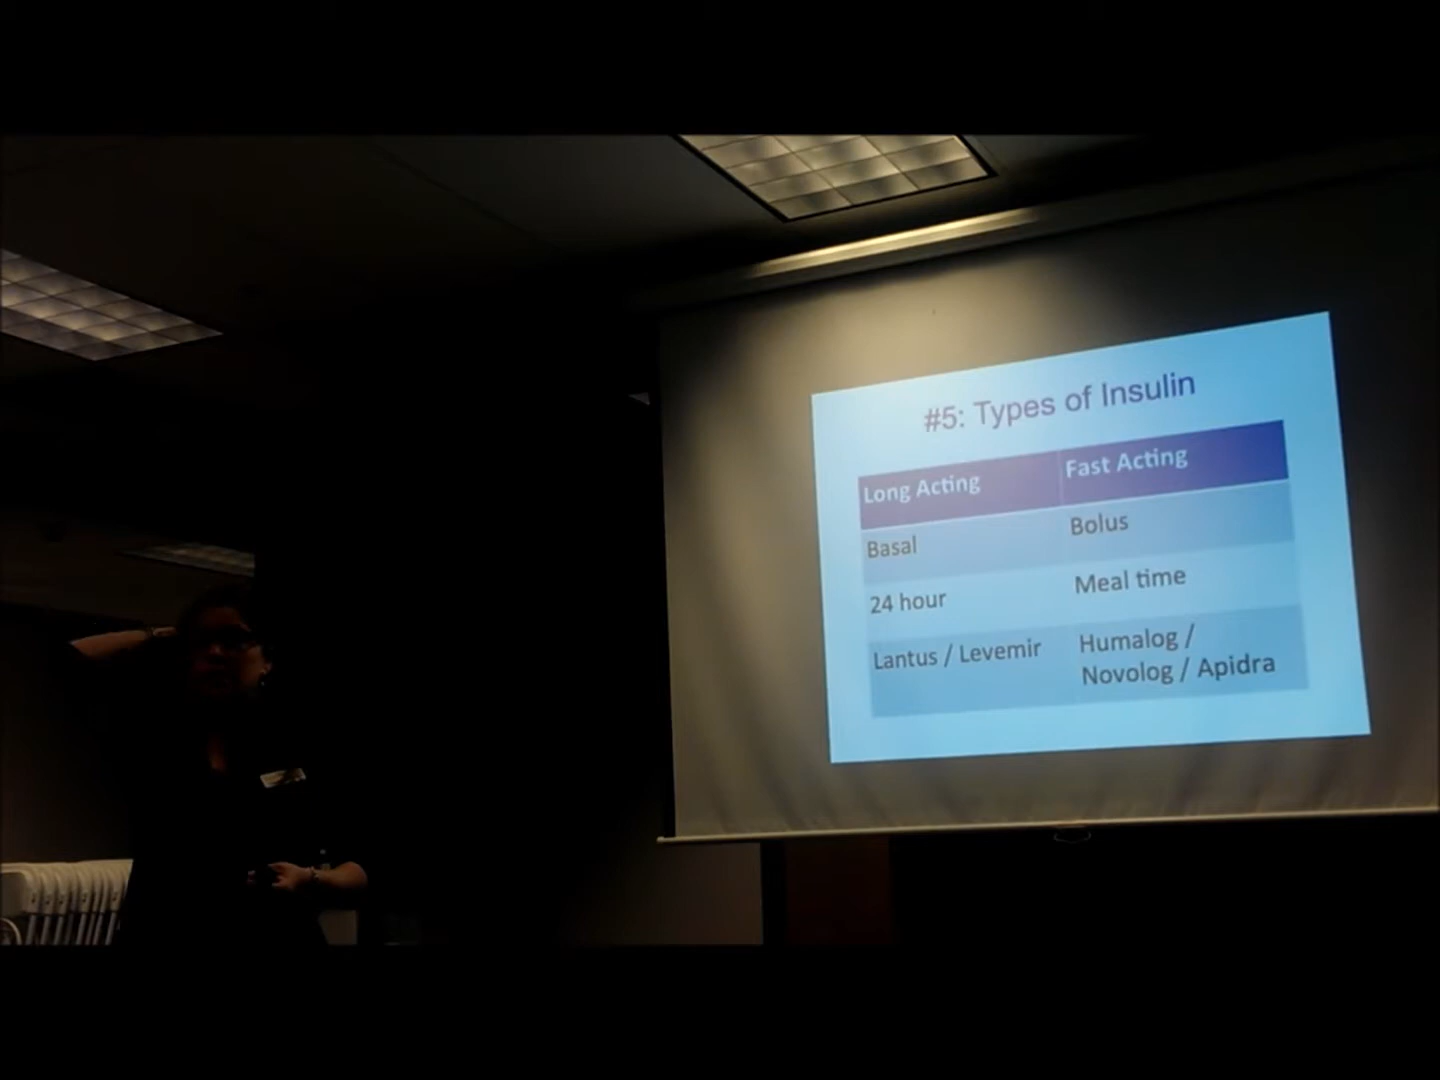 #5: Types of Insulin
Long Acting
Fast Acting
Basal
Bolus
24 hour
Meal time
Lantus / Levemir
Humalog /
Novolog / Apidra